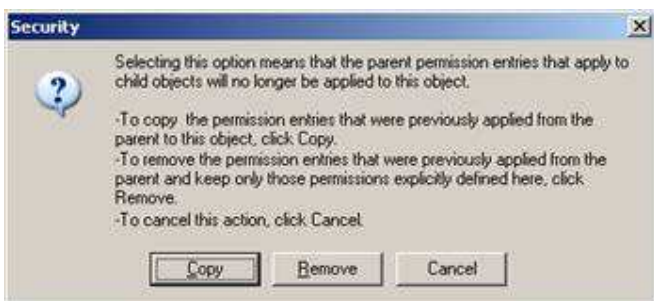 Security
Selecting this option means that the parent permission entries that apply to
child objects will no longer be applied to this object.
-To copy the permission entries that were previously applied from the
parent to this object, click Copy.
-To remove the permission entries that were previously applied from the
parent and keep only those permissions explicitly defined here, click
Remove.
-To cancel this action, click Cancel.
Copy Remove Cancel